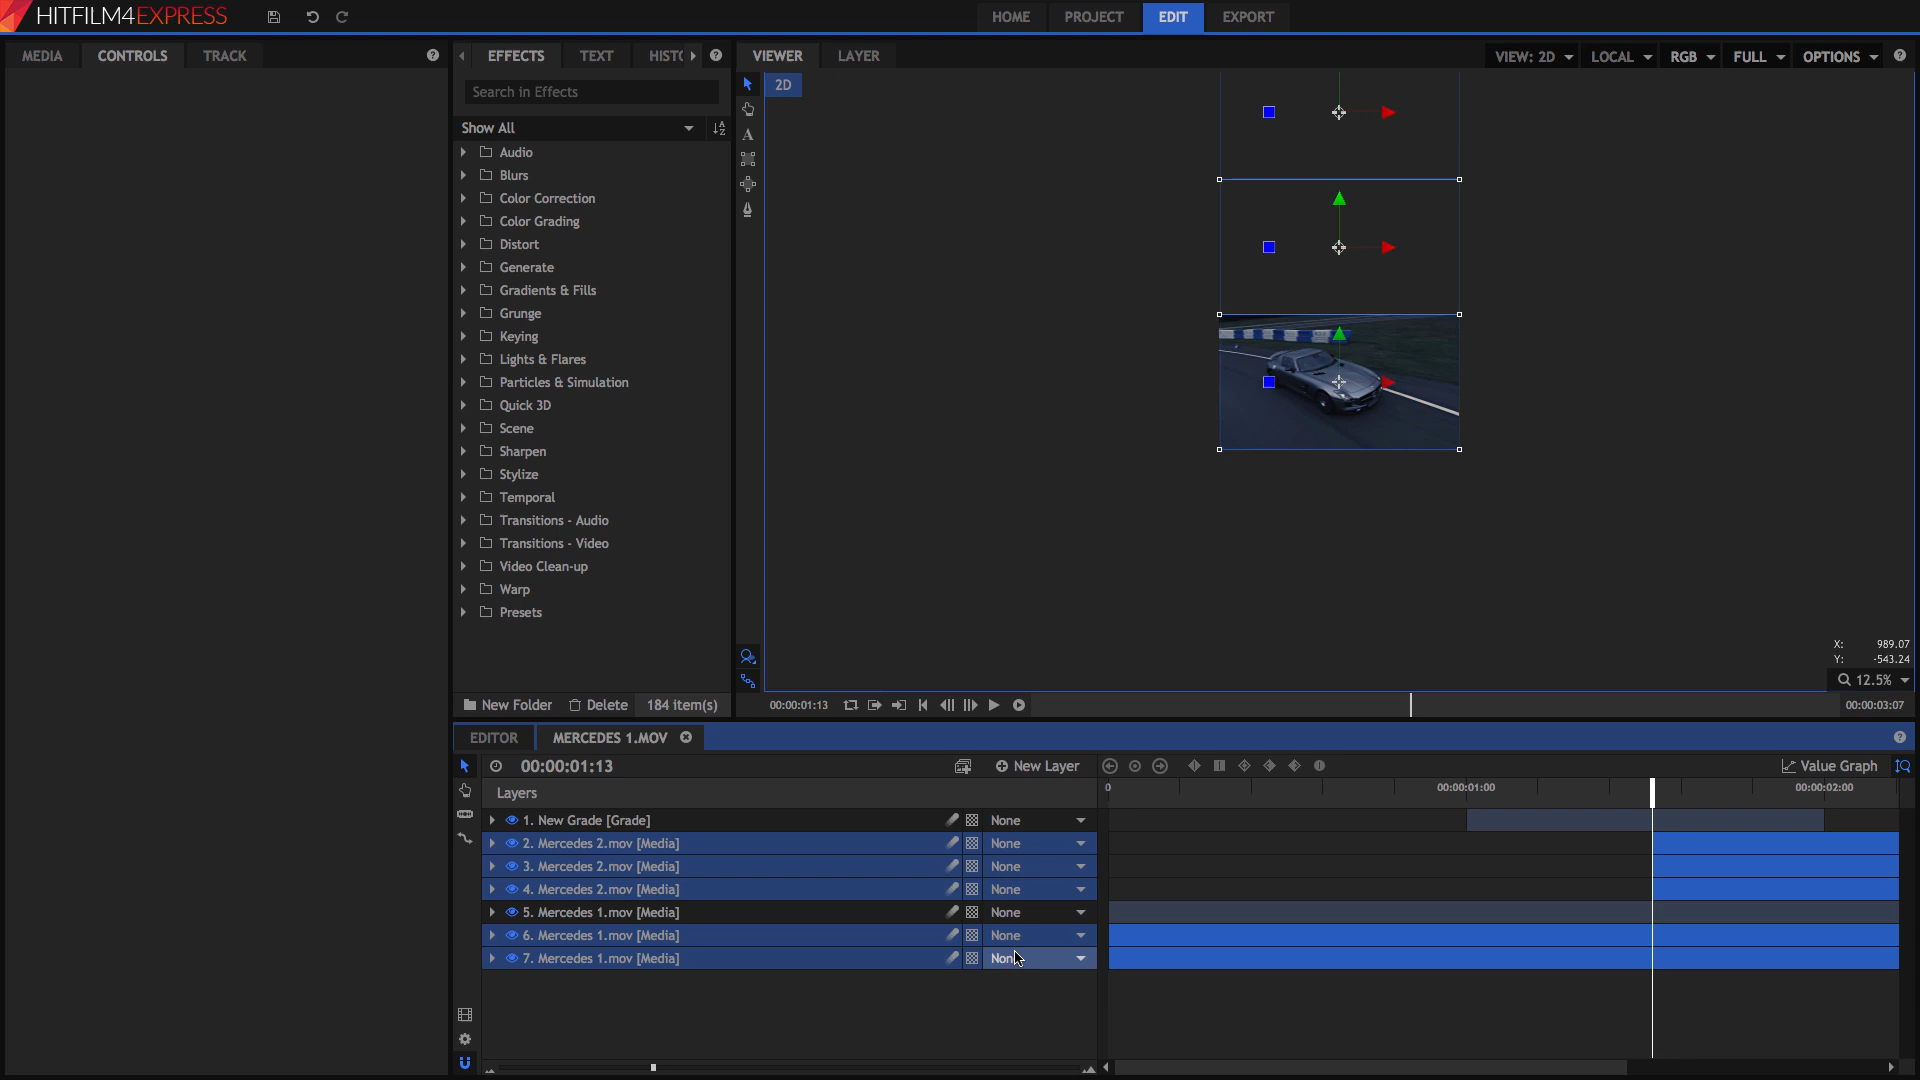 HITFILM4EXPRESS
HOME
PROJECT
EDIT
EXPORT
MEDIA
CONTROLS
TRACK
EFFECTS
TEXT
HISTO
VIEWER
LAYER
VIEW: 2D
LOCAL
RGB
FULL
OPTIONS
2D
Search in Effects
Show All
Audio
Blurs
Color Correction
Color Grading
Distort
Generate
Gradients & Fills
Grunge
Keying
Lights & Flares
Particles & Simulation
Quick 3D
Scene
Sharpen
Stylize
Temporal
Transitions - Audio
Transitions - Video
Video Clean-up
Warp
Presets
X: 989.07
Y: -543.24
12.5%
New Folder
Delete
184 item(s)
00:00:01:13
00:00:03:07
EDITOR
MERCEDES 1.MOV
00:00:01:13
New Layer
Value Graph
Layers
0
00:00:01:00
00:00:02:00
1. New Grade [Grade] None
2. Mercedes 2.mov [Media] None
3. Mercedes 2.mov [Media] None
4. Mercedes 2.mov [Media] None
5. Mercedes 1.mov [Media] None
6. Mercedes 1.mov [Media] None
7. Mercedes 1.mov [Media] None